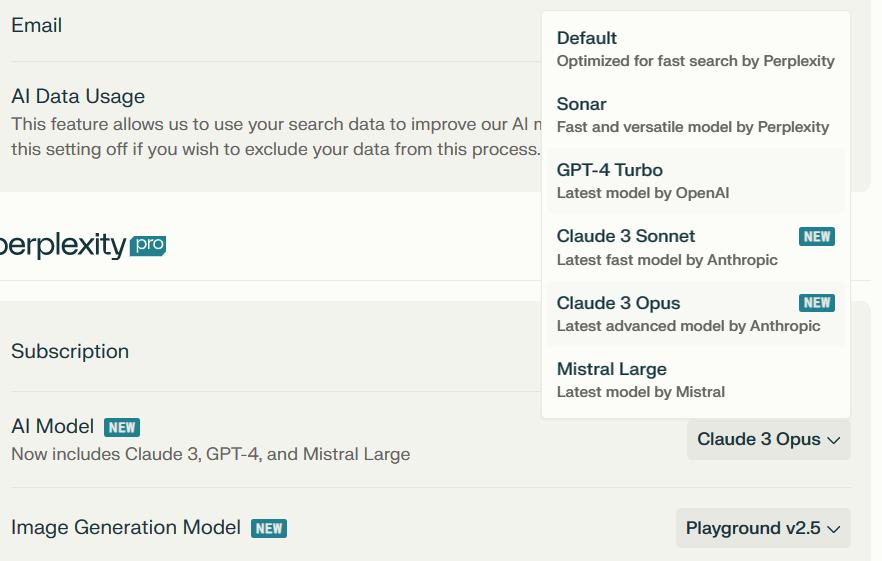 Email
AI Data Usage
This feature allows us to use your search data to improve our AI
this setting off if you wish to exclude your data from this process.
perplexity pro
Subscription
AI Model NEW
Now includes Claude 3, GPT-4, and Mistral Large
Claude 3 Opus
Image Generation Model NEW
Playground v2.5
Default
Optimized for fast search by Perplexity
Sonar
Fast and versatile model by Perplexity
GPT-4 Turbo
Latest model by OpenAI
Claude 3 Sonnet NEW
Latest fast model by Anthropic
Claude 3 Opus NEW
Latest advanced model by Anthropic
Mistral Large
Latest model by Mistral